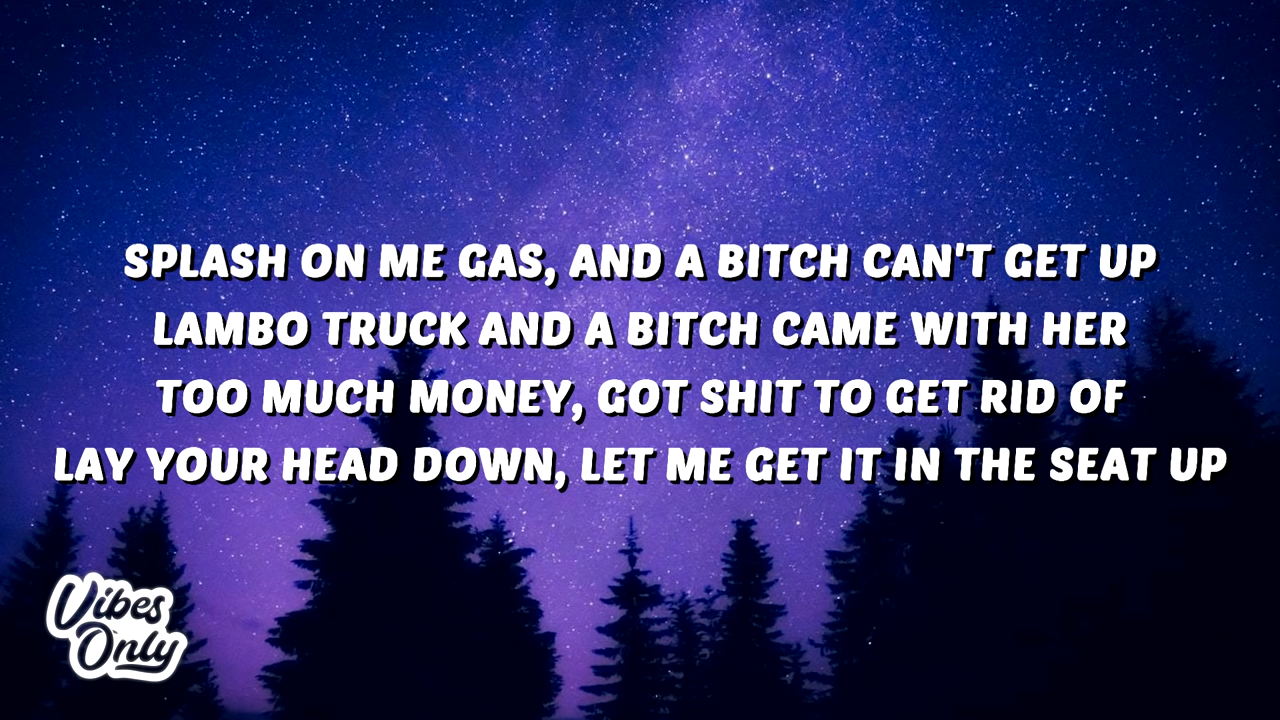 SPLASH ON ME GAS, AND A BITCH CAN'T GET UP
LAMBO TRUCK AND A BITCH CAME WITH HER
TOO MUCH MONEY, GOT SHIT TO GET RID OF
LAY YOUR HEAD DOWN, LET ME GET IT IN THE SEAT UP
Vibes
Only